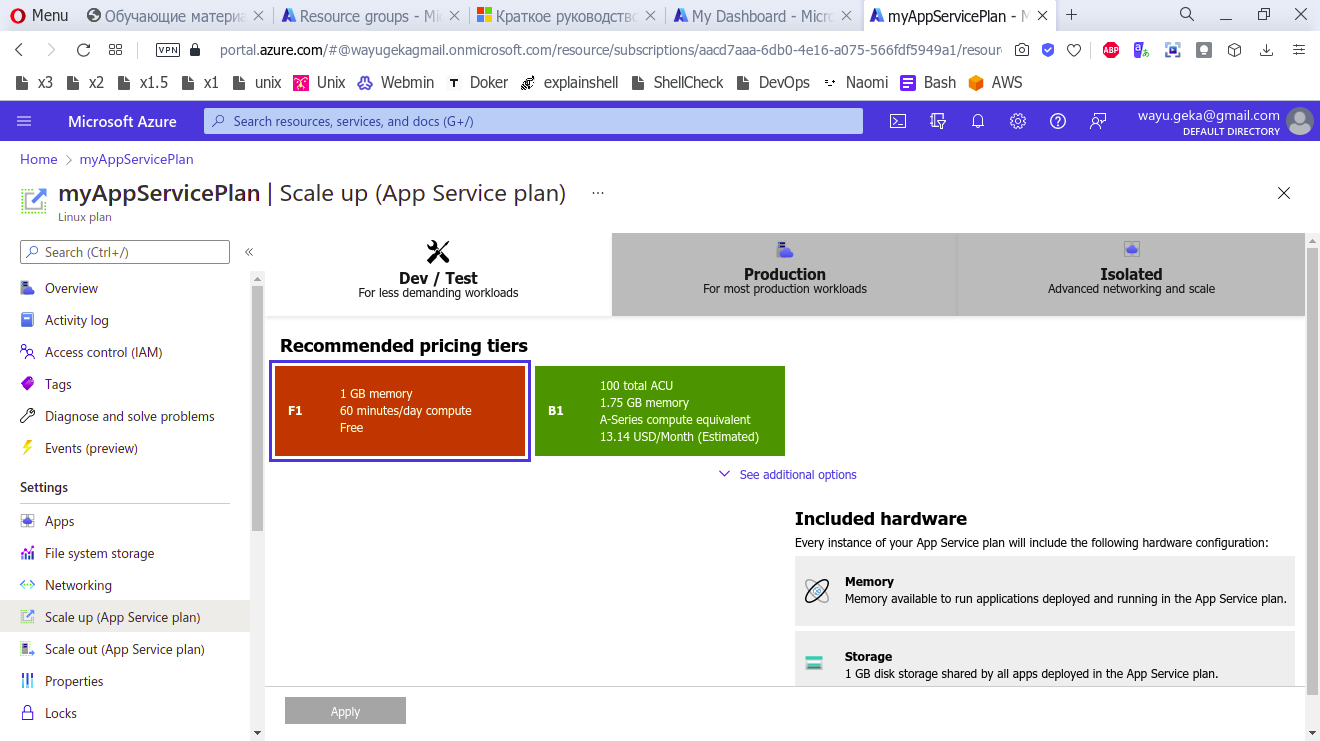 Menu
Обучающие материа
Resource groups - Mi
Краткое руководство
My Dashboard - Micro
myAppServicePlan - M
VPN
portal.azure.com/#@wayugekagmail.onmicrosoft.com/resource/subscriptions/aacd7aaa-6db0-4e16-a075-566fdf5949a1/resour
ABP
x3
x2
x1.5
x1
unix
Unix
Webmin
T
Doker
explainshell
ShellCheck
DevOps
Naomi
Bash
AWS
Microsoft Azure
Search resources, services, and docs (G+/)
wayu.geka@gmail.com
DEFAULT DIRECTORY
Home
myAppServicePlan
myAppServicePlan | Scale up (App Service plan)
...
Linux plan
Search (Ctrl+/)
«
Overview
Activity log
Access control (IAM)
Tags
Diagnose and solve problems
Events (preview)
Settings
Apps
File system storage
Networking
Scale up (App Service plan)
Scale out (App Service plan)
Properties
Locks
Dev / Test
For less demanding workloads
Production
For most production workloads
Isolated
Advanced networking and scale
Recommended pricing tiers
F1
1 GB memory
60 minutes/day compute
Free
B1
100 total ACU
1.75 GB memory
A-Series compute equivalent
13.14 USD/Month (Estimated)
See additional options
Included hardware
Every instance of your App Service plan will include the following hardware configuration:
Memory
Memory available to run applications deployed and running in the App Service plan.
Storage
1 GB disk storage shared by all apps deployed in the App Service plan.
Apply